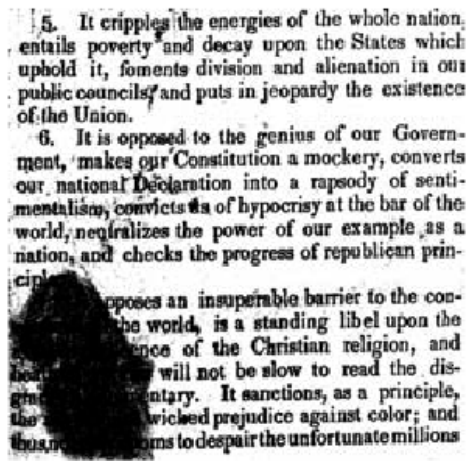 5. It cripples the energies of the whole nation,
entails poverty and decay upon the States which
uphold it, foments division and alienation in our
public councils, and puts in jeopardy the existence
of the Union.
6. It is opposed to the genius of our Govern-
ment, makes our Constitution a mockery, converts
our national Declaration into a rapsody of senti-
mentalism, convicts us of hypocrisy at the bar of the
world, neutralizes the power of our example as a
nation, and checks the progress of republican prin-
cipl
pposes an insuperable barrier to the con-
the world, is a standing libel upon the
of the Christian religion, and
will not be slow to read the dis-
entary. It sanctions, as a principle,
the wicked prejudice against color; and
thus oms to despair the unfortunate millions